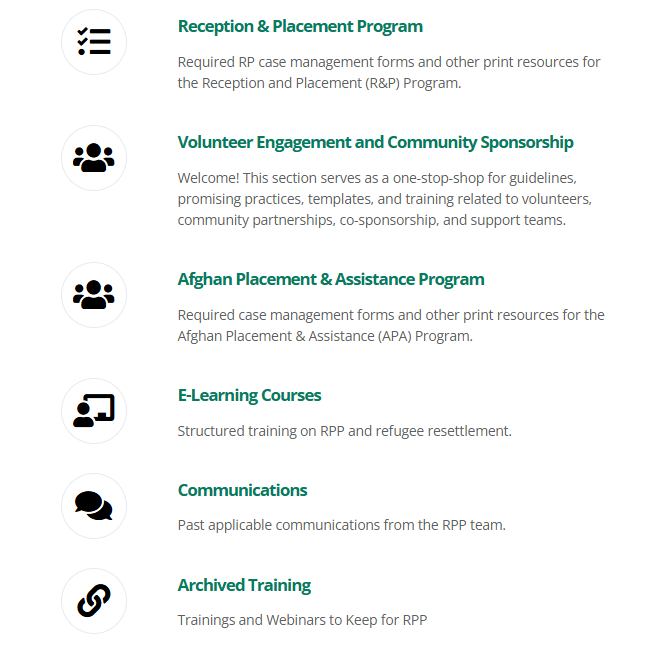 Reception & Placement Program
Required RP case management forms and other print resources for
the Reception and Placement (R&P) Program.
Volunteer Engagement and Community Sponsorship
Welcome! This section serves as a one-stop-shop for guidelines,
promising practices, templates, and training related to volunteers,
community partnerships, co-sponsorship, and support teams.
Afghan Placement & Assistance Program
Required case management forms and other print resources for the
Afghan Placement & Assistance (APA) Program.
E-Learning Courses
Structured training on RPP and refugee resettlement.
Communications
Past applicable communications from the RPP team.
Archived Training
Trainings and Webinars to Keep for RPP